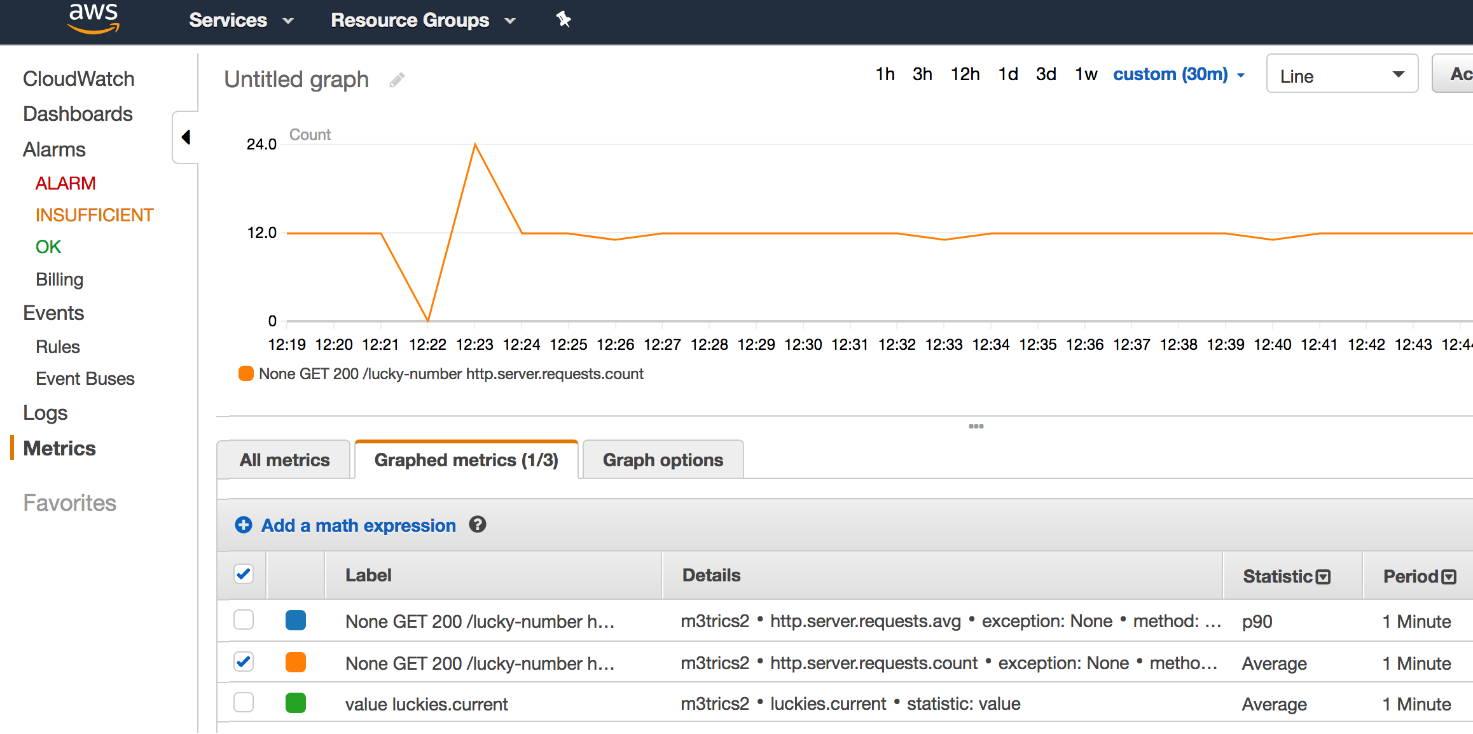 aws Services Resource Groups
CloudWatch
Dashboards
Alarms
ALARM
INSUFFICIENT
OK
Billing
Events
Rules
Event Buses
Logs
Metrics
Favorites
Untitled graph
1h 3h 12h 1d 3d 1w custom (30m) Line
Count
24.0
12.0
0
12:19 12:20 12:21 12:22 12:23 12:24 12:25 12:26 12:27 12:28 12:29 12:30 12:31 12:32 12:33 12:34 12:35 12:36 12:37 12:38 12:39 12:40 12:41 12:42 12:43
None GET 200 /lucky-number http.server.requests.count
All metrics Graphed metrics (1/3) Graph options
Add a math expression ?
Label Details Statistic Period
None GET 200 /lucky-number h... m3trics2 • http.server.requests.avg • exception: None • method: ... p90 1 Minute
None GET 200 /lucky-number h... m3trics2 • http.server.requests.count • exception: None • metho... Average 1 Minute
value luckies.current m3trics2 • luckies.current • statistic: value Average 1 Minute